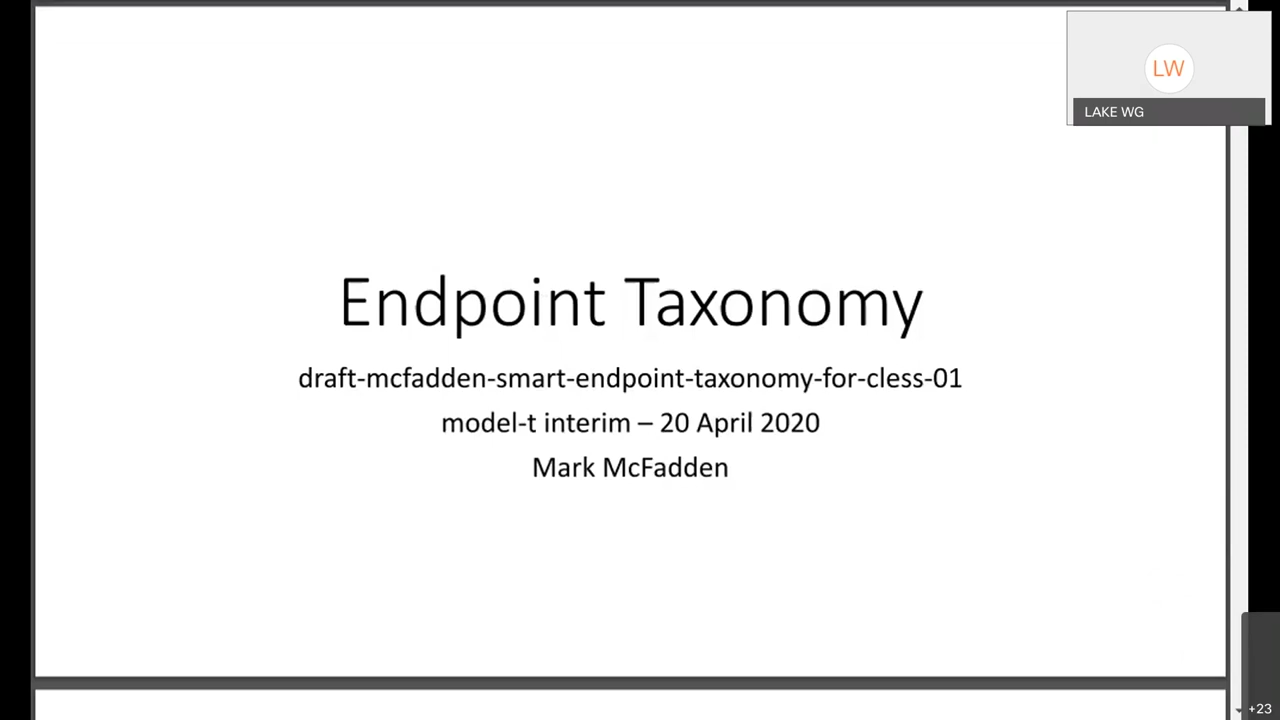 LW
LAKE WG
Endpoint Taxonomy
draft-mcfadden-smart-endpoint-taxonomy-for-cless-01
model-t interim – 20 April 2020
Mark McFadden
+23